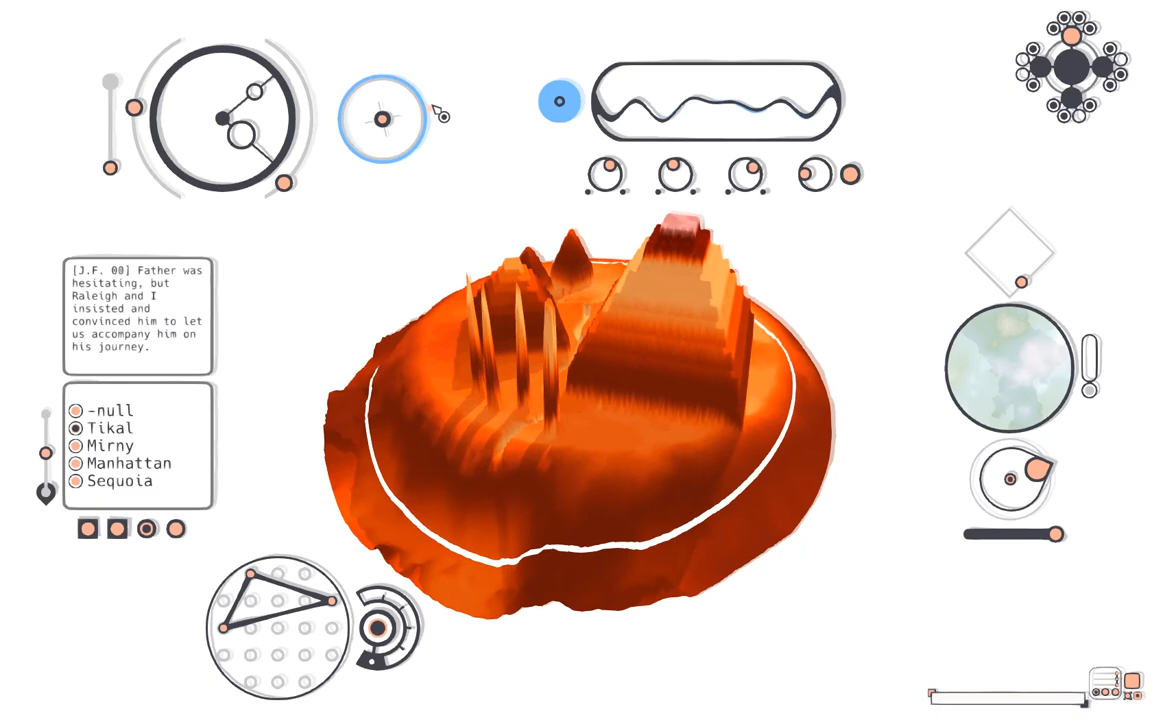 [J.F. 00] Father was
hesitating, but
Raleigh and I
insisted and
convinced him to let
us accompany him on
his journey.
-null
Tikal
Mirny
Manhattan
Sequoia